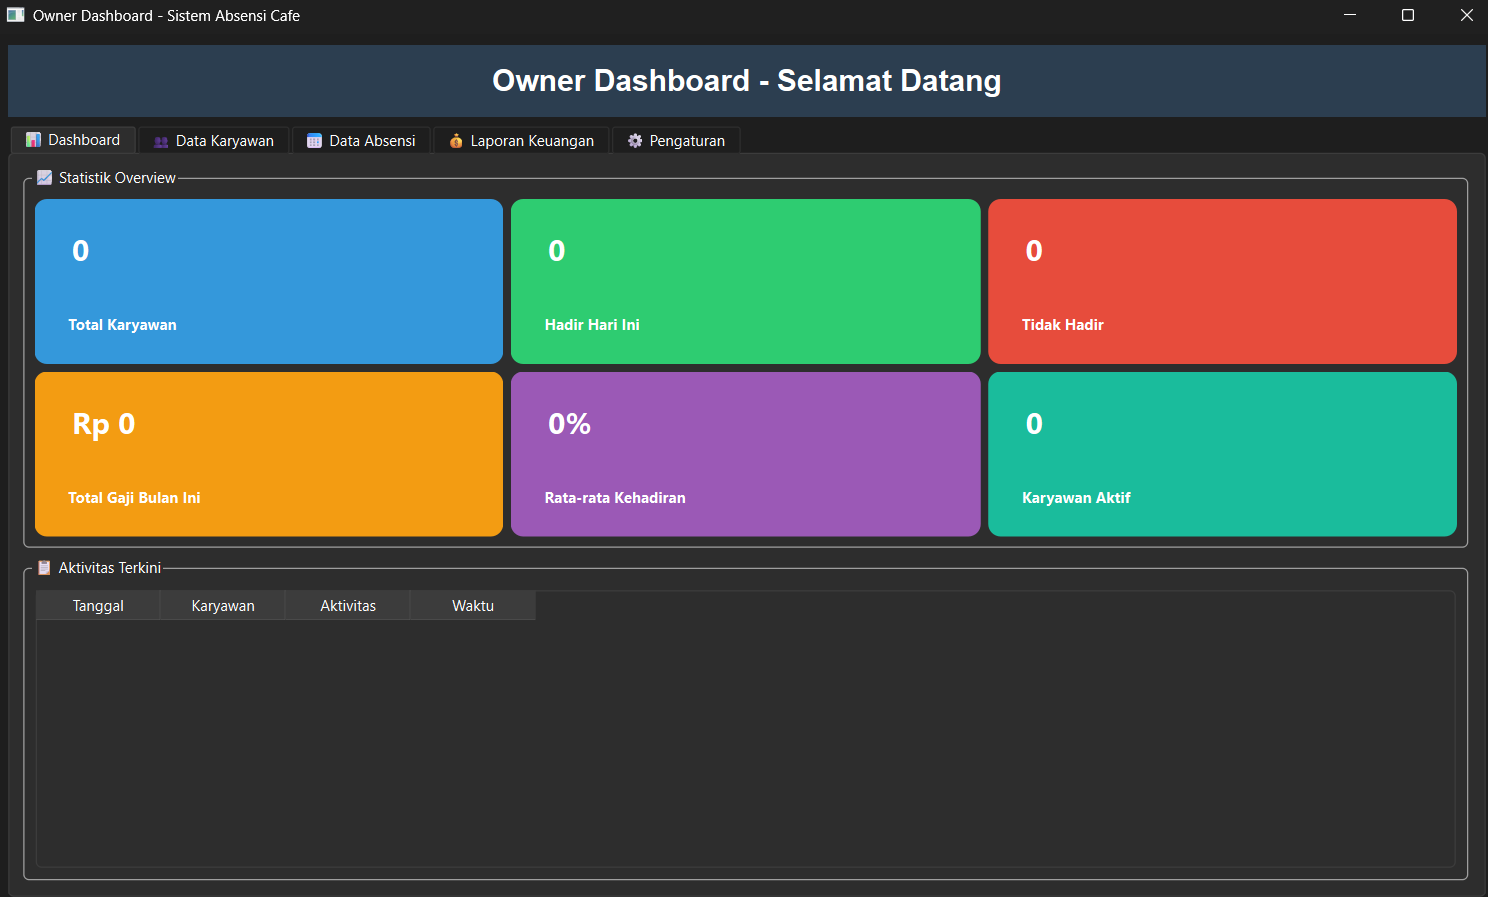 Owner Dashboard - Sistem Absensi Cafe
Owner Dashboard - Selamat Datang
Dashboard
Data Karyawan
Data Absensi
Laporan Keuangan
Pengaturan
Statistik Overview
0
Total Karyawan
0
Hadir Hari Ini
0
Tidak Hadir
Rp 0
Total Gaji Bulan Ini
0%
Rata-rata Kehadiran
0
Karyawan Aktif
Aktivitas Terkini
Tanggal Karyawan Aktivitas Waktu